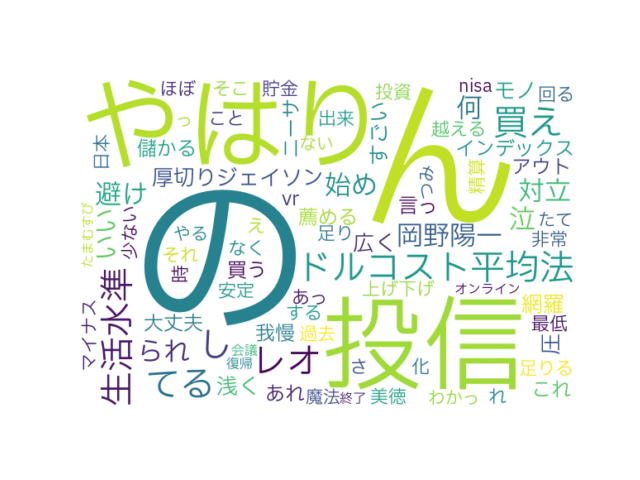 やはり
ん
の
投信
ほぼ
そこ
貯金
投資
nisa
モノ
回る
っ
こと
ニーサ
出来
すごい
何
買え
日本
儲かる
ない
越える
インデックス
厚切りジェイソン
始め
精算
アウト
避け
vr
薦める
言っ
つみ
対立
いい
少ない
たまむすび
え
足り
広く
岡野陽一
泣
たて
やる
それ
なく
非常
時
買う
安定
ドルコスト平均法
生活水準
マイナス
あっ
上げ下げ
オンライン
網羅
大丈夫
する
最低
られ
し
我慢
過去
圧
会議
復帰
レオ
さ
化
足りる
てる
浅く
あれ
魔法
終了
美徳
わかっ
れ
これ